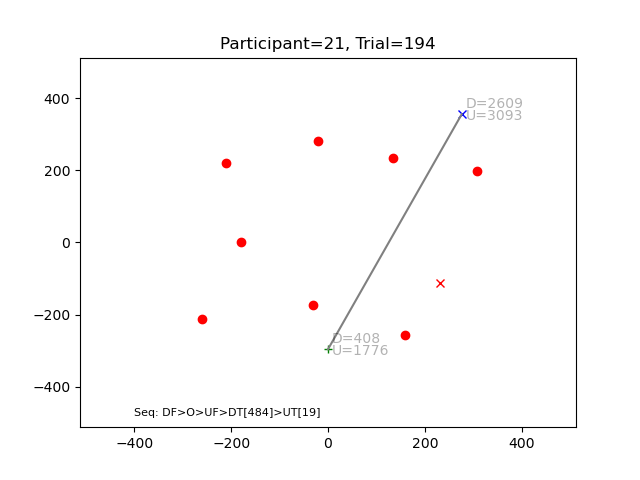 Participant=21, Trial=194
D=2609
U=3093
D=408
U=1776
Seq: DF>O>UF>DT[484]>UT[19]
400
200
0
−200
−400
−400
−200
0
200
400